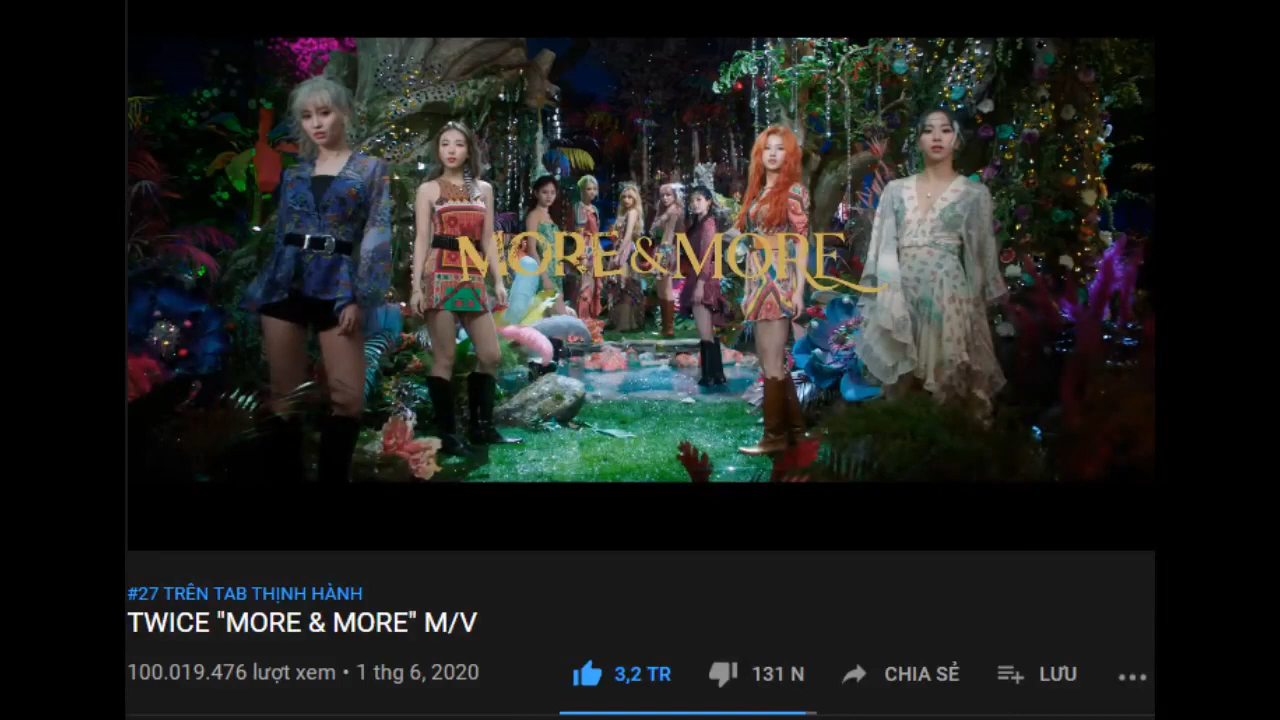 MORE & MORE
#27 TRÊN TAB THỊNH HÀNH
TWICE "MORE & MORE" M/V
100.019.476 lượt xem • 1 thg 6, 2020
3,2 TR
131 N
CHIA SẺ
LƯU